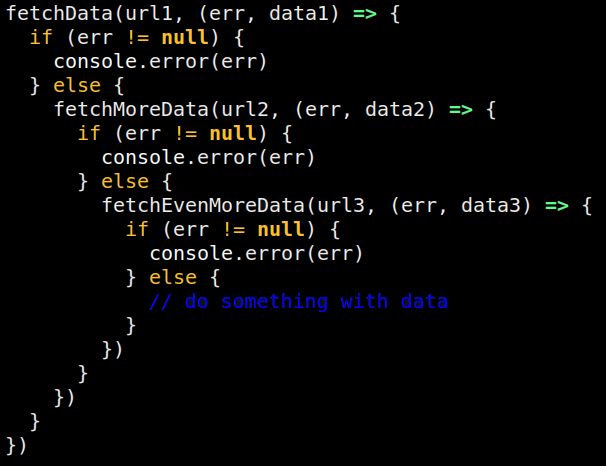 fetchData(url1, (err, data1) => {
  if (err != null) {
    console.error(err)
  } else {
    fetchMoreData(url2, (err, data2) => {
      if (err != null) {
        console.error(err)
      } else {
        fetchEvenMoreData(url3, (err, data3) => {
          if (err != null) {
            console.error(err)
          } else {
            // do something with data
          }
        })
      }
    })
  }
})